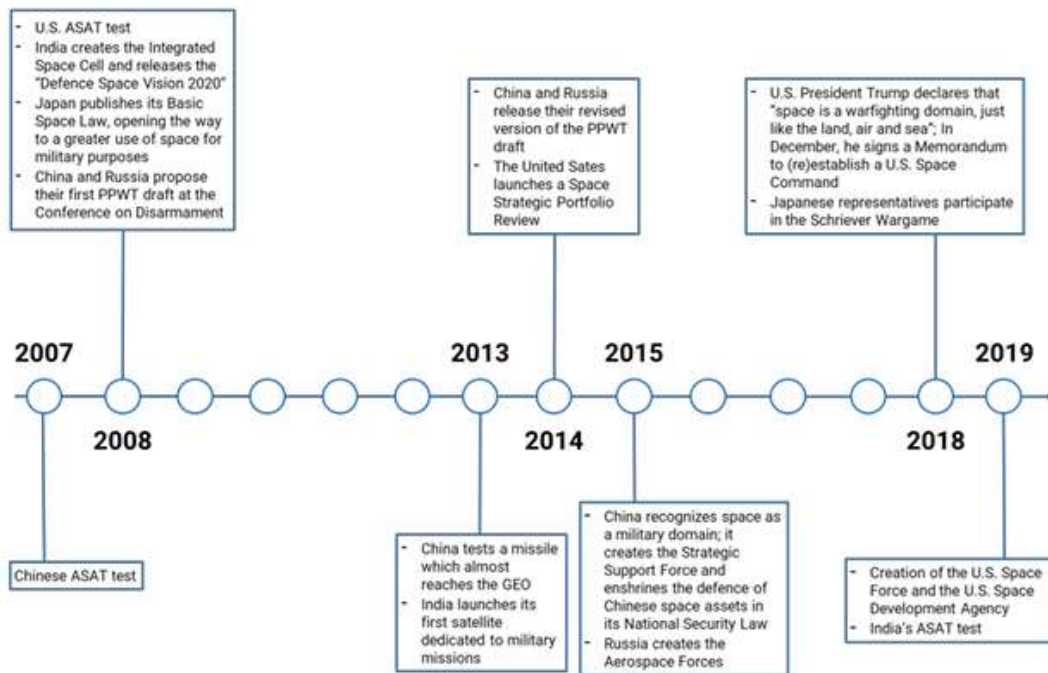 - U.S. ASAT test
- India creates the Integrated
Space Cell and releases the
"Defence Space Vision 2020"
- Japan publishes its Basic
Space Law, opening the way
to a greater use of space for
military purposes
- China and Russia propose
their first PPWT draft at the
Conference on Disarmament
- China and Russia
release their revised
version of the PPWT
draft
- The United Sates
launches a Space
Strategic Portfolio
Review
- U.S. President Trump declares that
"space is a warfighting domain, just
like the land, air and sea"; In
December, he signs a Memorandum
to (re)establish a U.S. Space
Command
- Japanese representatives participate
in the Schriever Wargame
2007
2013
2015
2019
2008
2014
2018
Chinese ASAT test
- China tests a missile
which almost
reaches the GEO
- India launches its
first satellite
dedicated to military
missions
- China recognizes space as
a military domain; it
creates the Strategic
Support Force and
enshrines the defence of
Chinese space assets in
its National Security Law
- Russia creates the
Aerospace Forces
- Creation of the U.S. Space
Force and the U.S. Space
Development Agency
- India's ASAT test